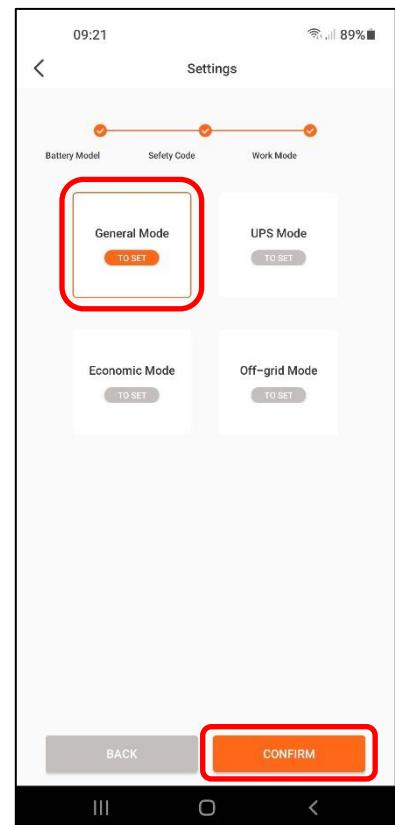 09:21 89%
Settings
Battery Model Sefety Code Work Mode
General Mode UPS Mode
TO SET TO SET
Economic Mode Off-grid Mode
TO SET TO SET
BACK CONFIRM